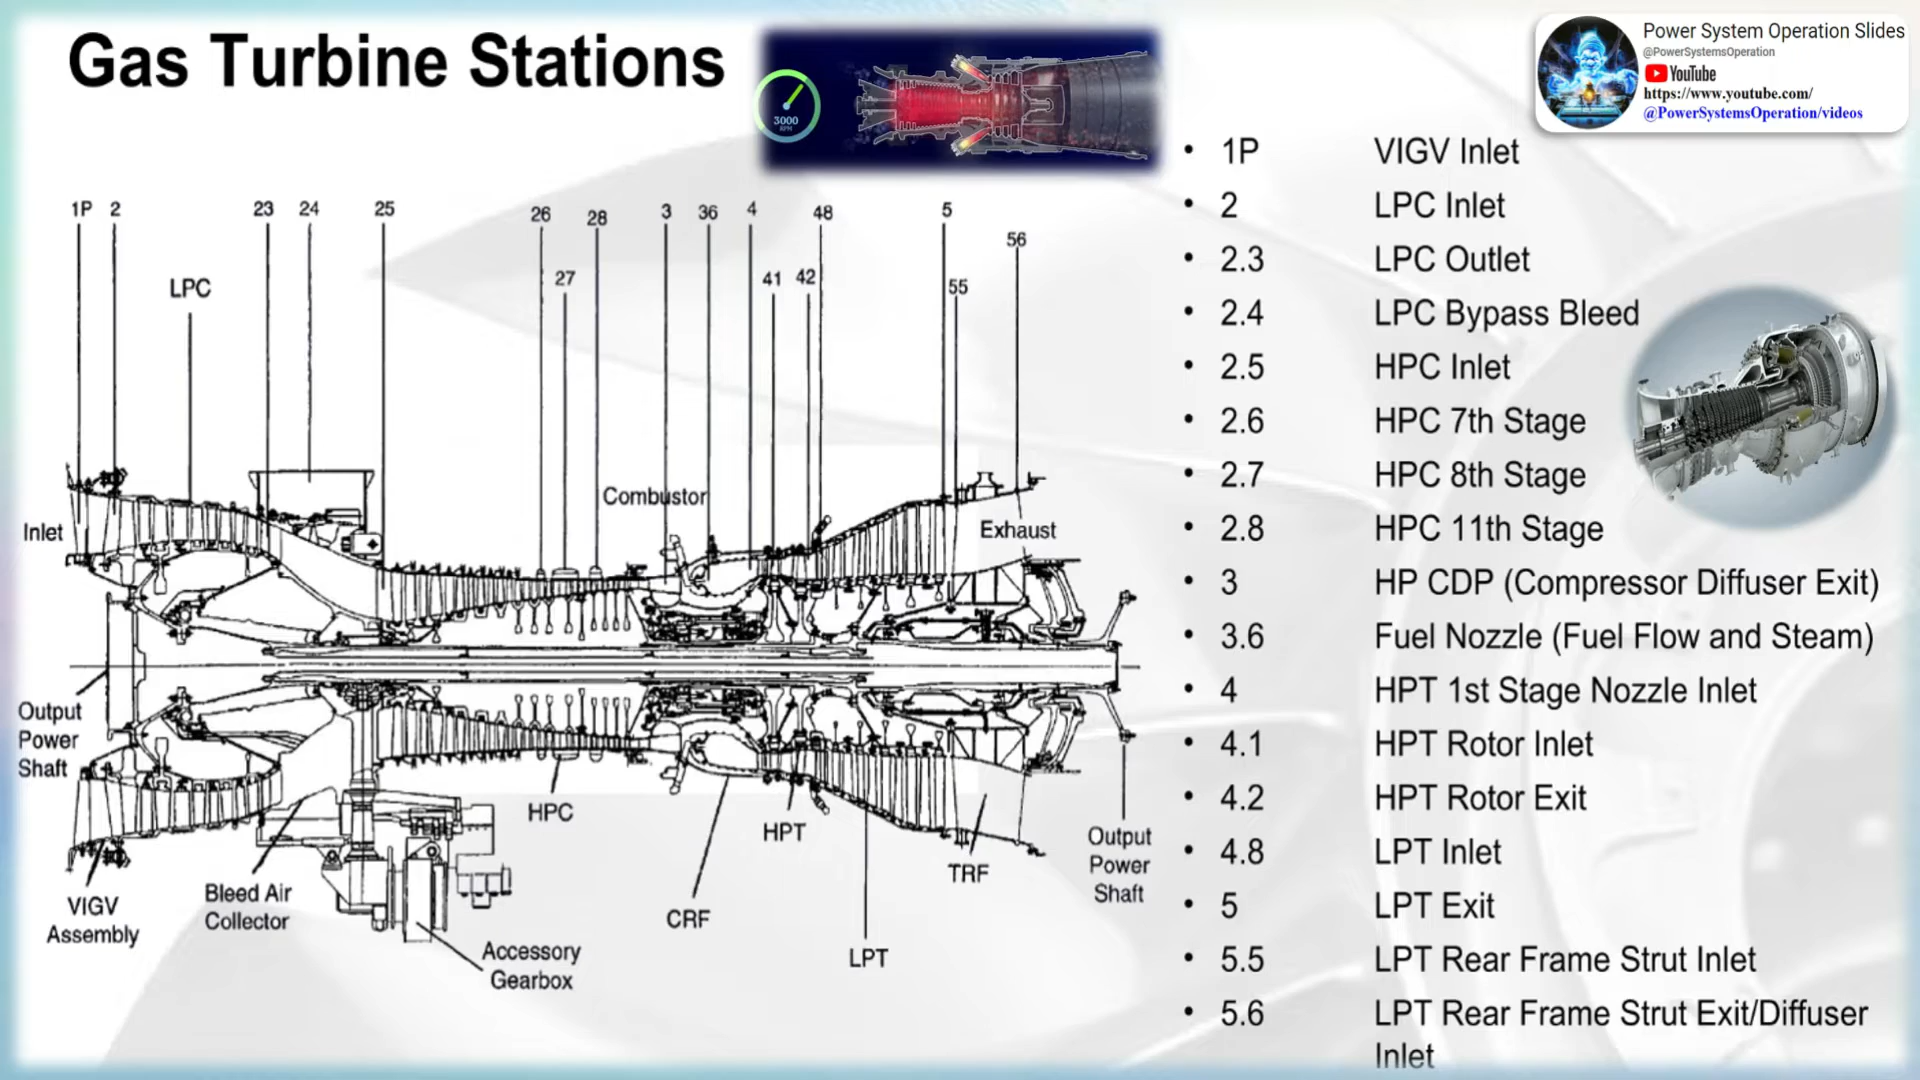 Gas Turbine Stations
3000
RPM
Power System Operation Slides
@PowerSystemsOperation
YouTube
https://www.youtube.com/
@PowerSystemsOperation/videos
1P 2 23 24 25 26 28 3 36 4 48 5
56
27 41 42 55
LPC
Combustor
Inlet
Exhaust
Output
Power
Shaft
HPC
HPT
Output
Power
Shaft
TRF
VIGV
Assembly
Bleed Air
Collector
CRF
LPT
Accessory
Gearbox
• 1P VIGV Inlet
• 2 LPC Inlet
• 2.3 LPC Outlet
• 2.4 LPC Bypass Bleed
• 2.5 HPC Inlet
• 2.6 HPC 7th Stage
• 2.7 HPC 8th Stage
• 2.8 HPC 11th Stage
• 3 HP CDP (Compressor Diffuser Exit)
• 3.6 Fuel Nozzle (Fuel Flow and Steam)
• 4 HPT 1st Stage Nozzle Inlet
• 4.1 HPT Rotor Inlet
• 4.2 HPT Rotor Exit
• 4.8 LPT Inlet
• 5 LPT Exit
• 5.5 LPT Rear Frame Strut Inlet
• 5.6 LPT Rear Frame Strut Exit/Diffuser
Inlet